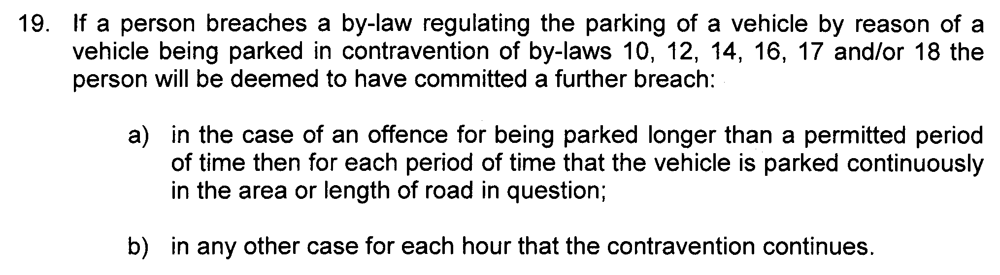 19. If a person breaches a by-law regulating the parking of a vehicle by reason of a
vehicle being parked in contravention of by-laws 10, 12, 14, 16, 17 and/or 18 the
person will be deemed to have committed a further breach:
a) in the case of an offence for being parked longer than a permitted period
of time then for each period of time that the vehicle is parked continuously
in the area or length of road in question;
b) in any other case for each hour that the contravention continues.